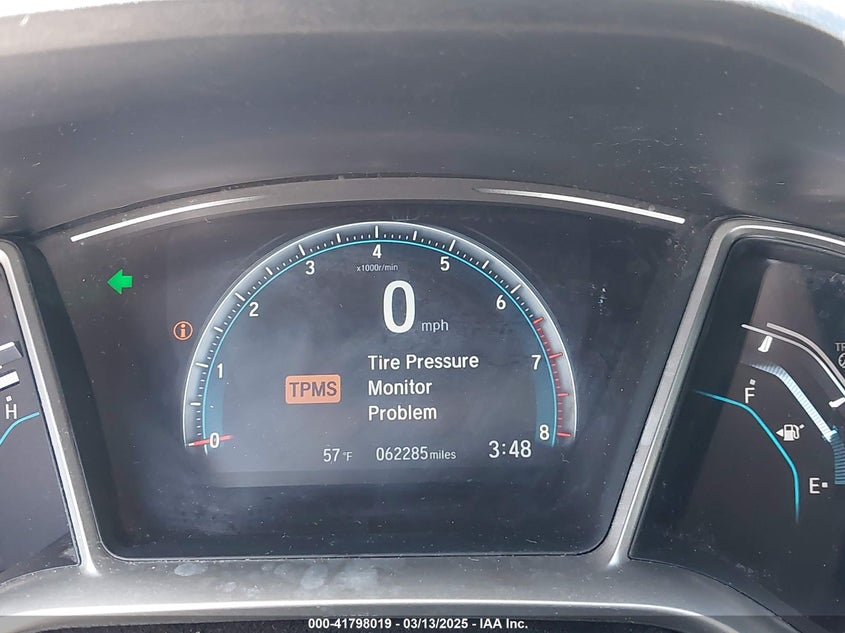 4
3 5
x1000r/min
2 0 mph 6
1 Tire Pressure 7
TPMS Monitor
Problem
0 8
57°F 062285 miles 3:48
H
F
E
000-41798019 / 03/13/2025 - IAA Inc.